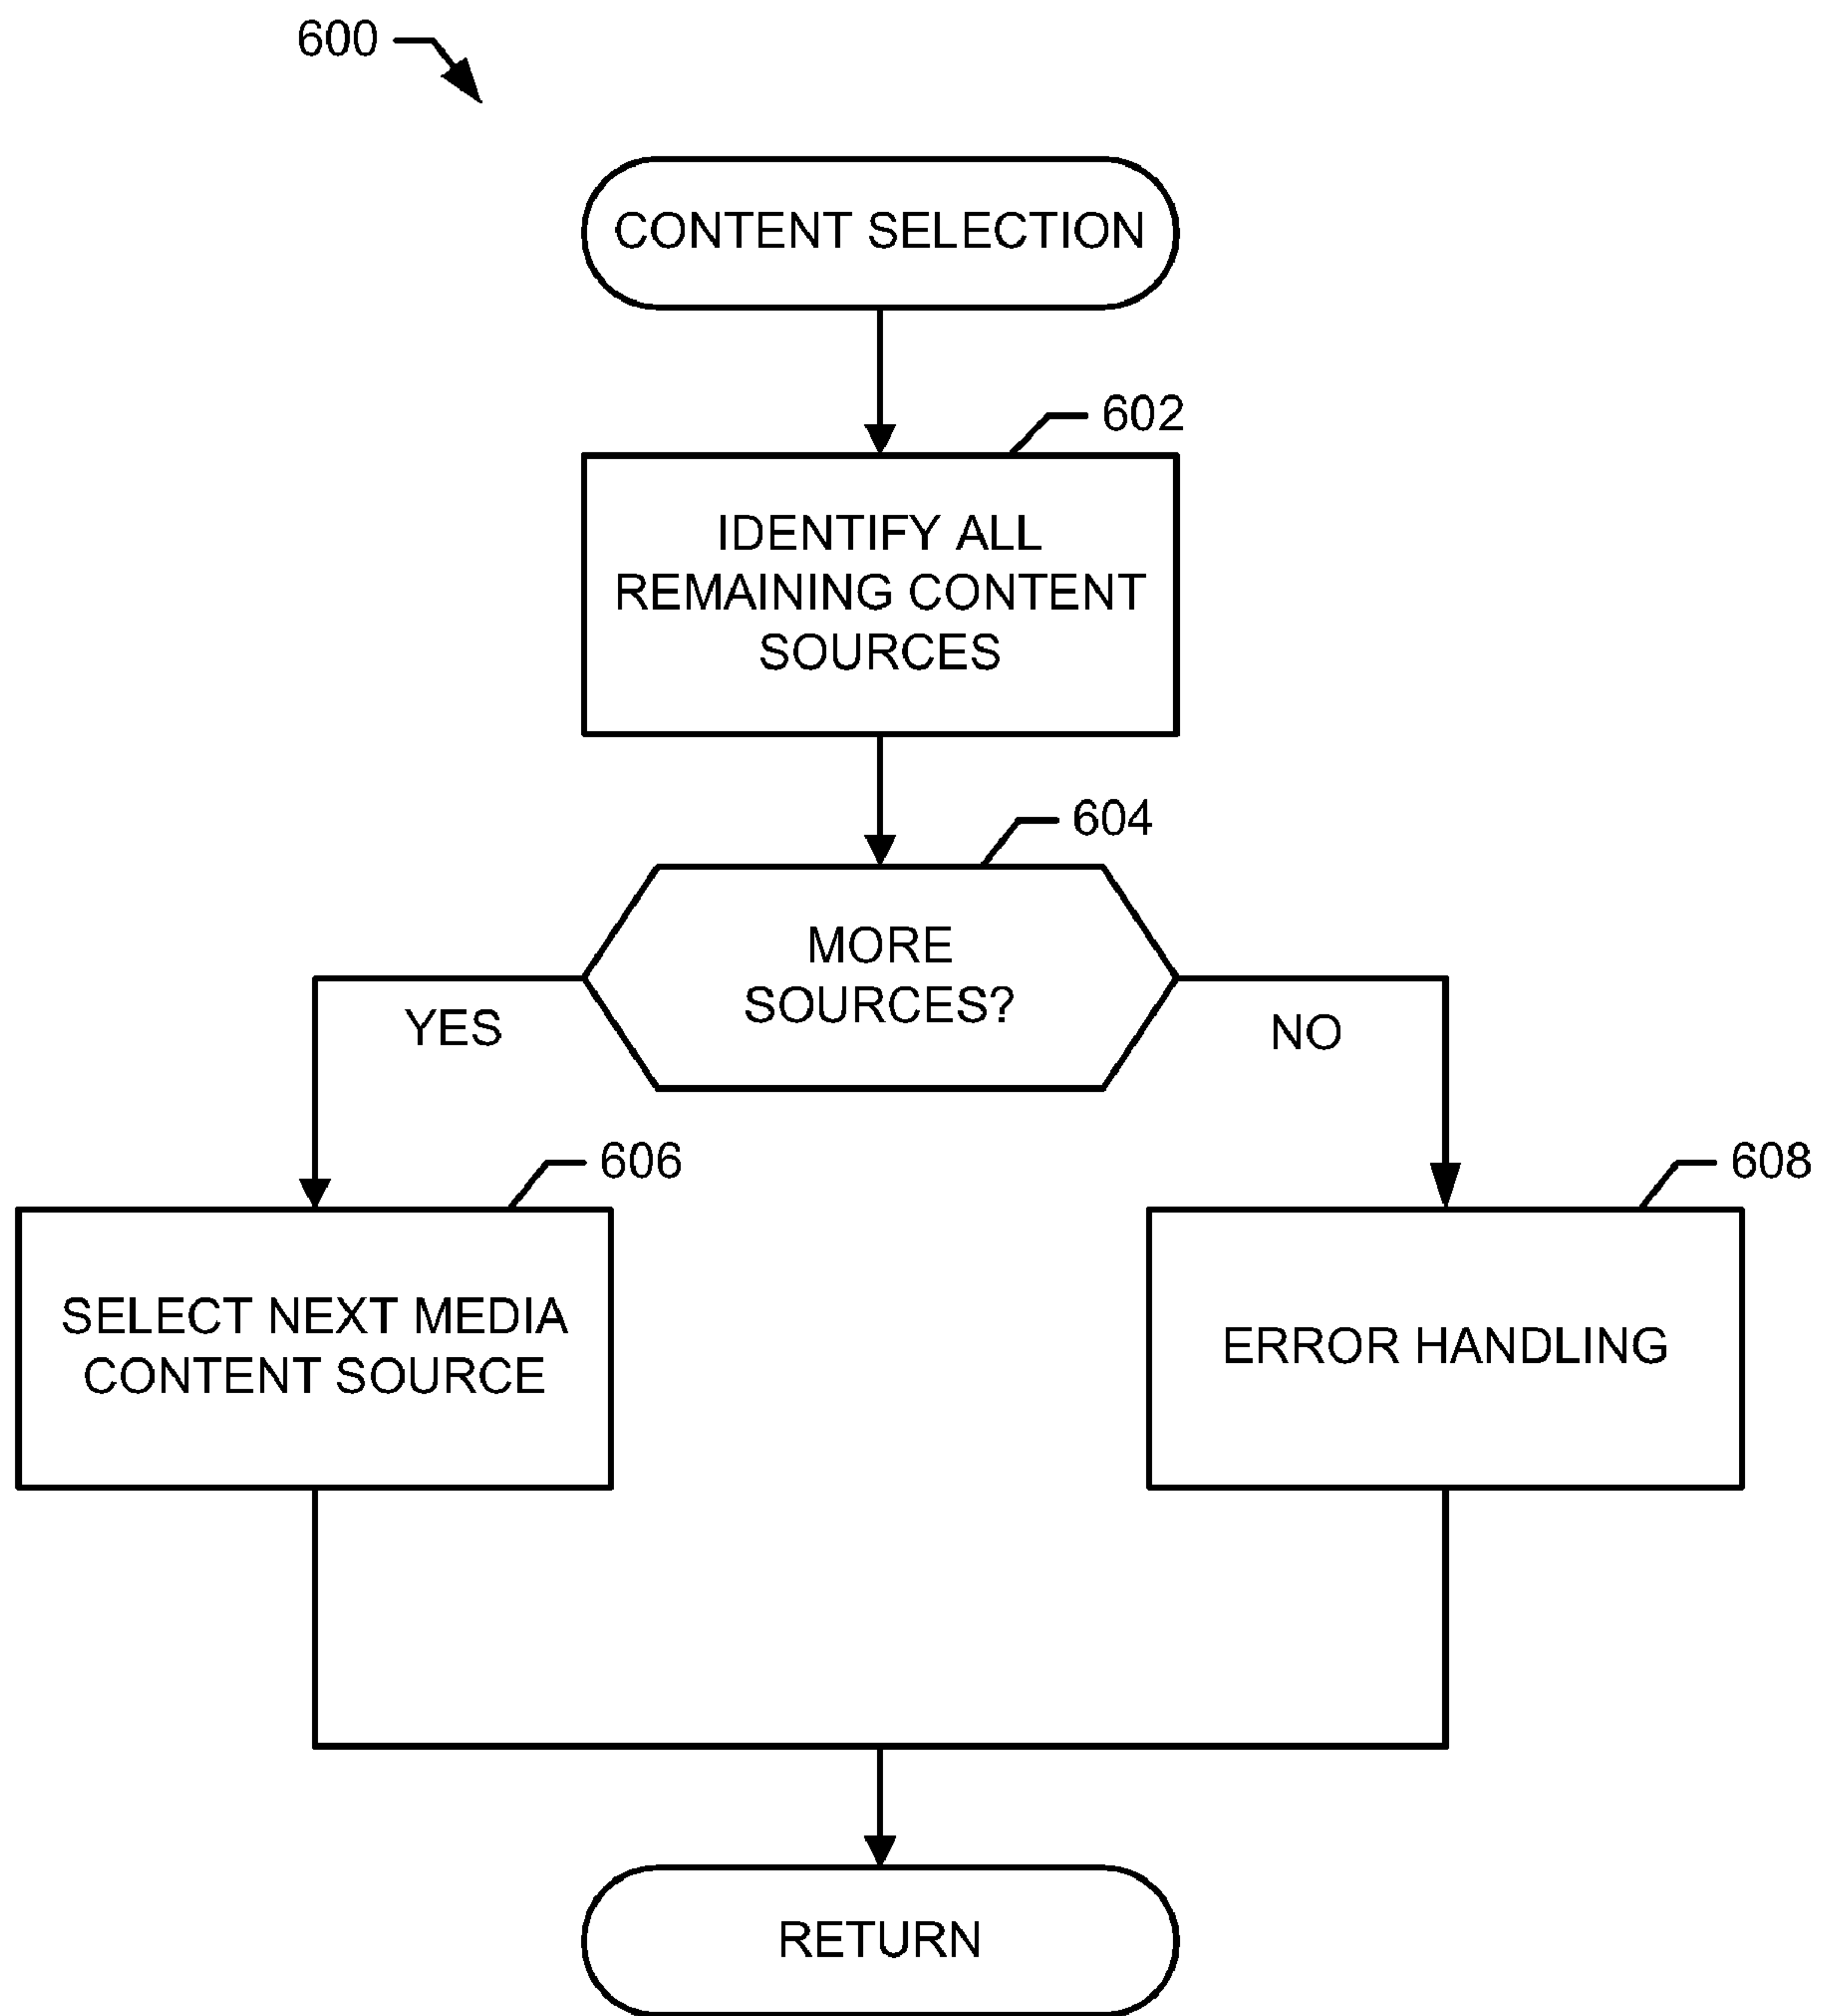 600
CONTENT SELECTION
602
IDENTIFY ALL
REMAINING CONTENT
SOURCES
604
MORE
SOURCES?
YES
NO
606
608
SELECT NEXT MEDIA
CONTENT SOURCE
ERROR HANDLING
RETURN